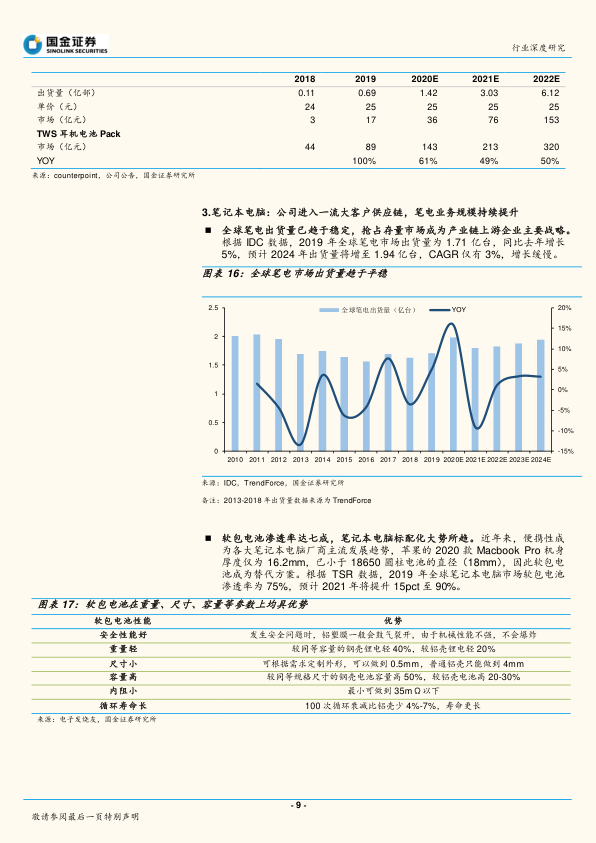 国金证券
SINOLINK SECURITIES
行业深度研究
2018 2019 2020E 2021E 2022E
出货量（亿部） 0.11 0.69 1.42 3.03 6.12
单价（元） 24 25 25 25 25
市场（亿元） 3 17 36 76 153
TWS 耳机电池 Pack
市场（亿元） 44 89 143 213 320
YOY 100% 61% 49% 50%
来源：counterpoint，公司公告，国金证券研究所
3.笔记本电脑：公司进入一流大客户供应链，笔电业务规模持续提升
■ 全球笔电出货量已趋于稳定，抢占存量市场成为产业链上游企业主要战略。
根据 IDC 数据，2019 年全球笔电市场出货量为 1.71 亿台，同比去年增长
5%，预计 2024 年出货量将增至 1.94 亿台，CAGR 仅有 3%，增长缓慢。
图表 16：全球笔电市场出货量趋于平稳
全球笔电出货量（亿台） YOY
2.5 20%
2 15%
1.5 10%
1 5%
0.5 0%
0 -5%
-10%
-15%
2010 2011 2012 2013 2014 2015 2016 2017 2018 2019 2020E 2021E 2022E 2023E 2024E
来源：IDC，TrendForce，国金证券研究所
备注：2013-2018 年出货量数据来源为 TrendForce
■ 软包电池渗透率达七成，笔记本电脑标配化大势所趋。近年来，便携性成
为各大笔记本电脑厂商主流发展趋势，苹果的 2020 款 Macbook Pro 机身
厚度仅为 16.2mm，已小于 18650 圆柱电池的直径（18mm），因此软包电
池成为替代方案。根据 TSR 数据，2019 年全球笔记本电脑市场软包电池
渗透率为 75%，预计 2021 年将提升 15pct 至 90%。
图表 17：软包电池在重量、尺寸、容量等参数上均具优势
软包电池性能 优势
安全性能好 发生安全问题时，铝塑膜一般会鼓气裂开，由于机械性能不强，不会爆炸
重量轻 较同等容量的钢壳锂电轻 40%，较铝壳锂电轻 20%
尺寸小 可根据需求定制外形，可以做到 0.5mm，普通铝壳只能做到 4mm
容量高 较同等规格尺寸的钢壳电池容量高 50%，较铝壳电池高 20-30%
内阻小 最小可做到 35mΩ以下
循环寿命长 100 次循环衰减比铝壳少 4%-7%，寿命更长
来源：电子发烧友，国金证券研究所
- 9 -
敬请参阅最后一页特别声明